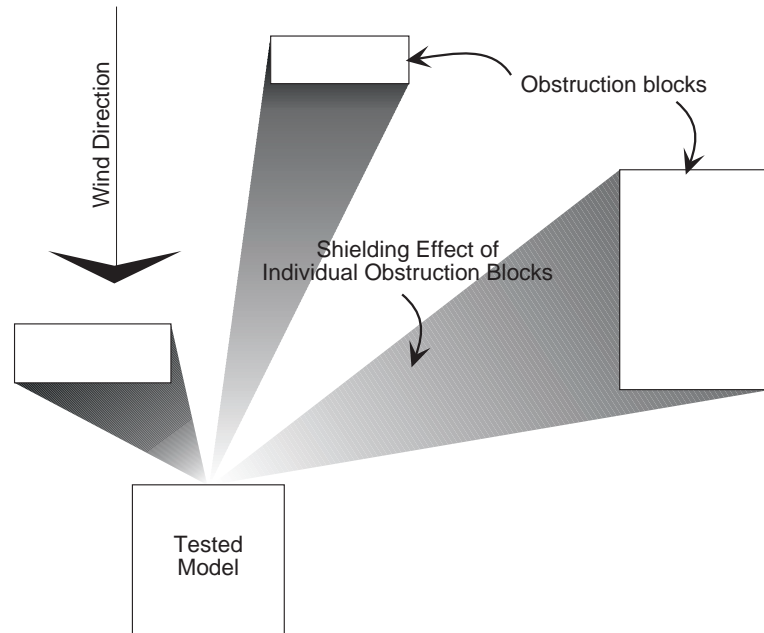 Wind Direction
Obstruction blocks
Shielding Effect of
Individual Obstruction Blocks
Tested
Model